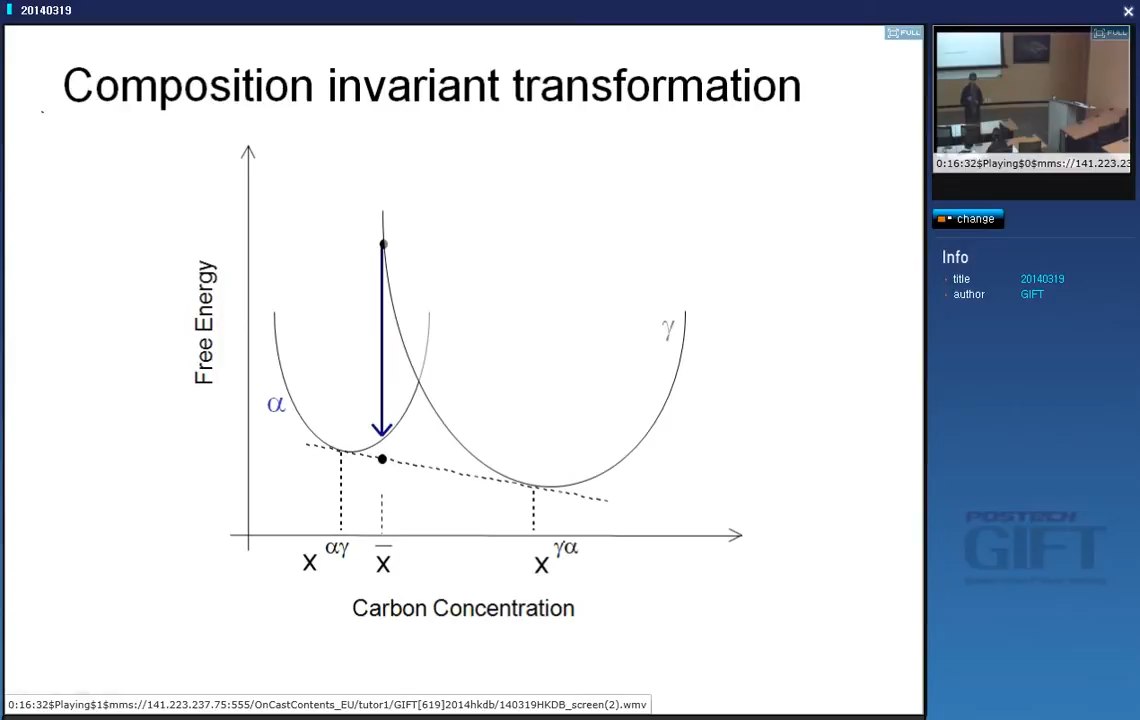 20140319
FULL
Composition invariant transformation
Free Energy
α
γ
x αγ
x̄
x γα
Carbon Concentration
0:16:32$Playing$1$mms://141.223.237.75:555/OnCastContents_EU/tutor1/GIFT[619]2014hkdb/140319HKDB_screen(2).wmv
FULL
0:16:32$Playing$0$mms://141.223.23
change
Info
title 20140319
author GIFT
POSTECH
GIFT